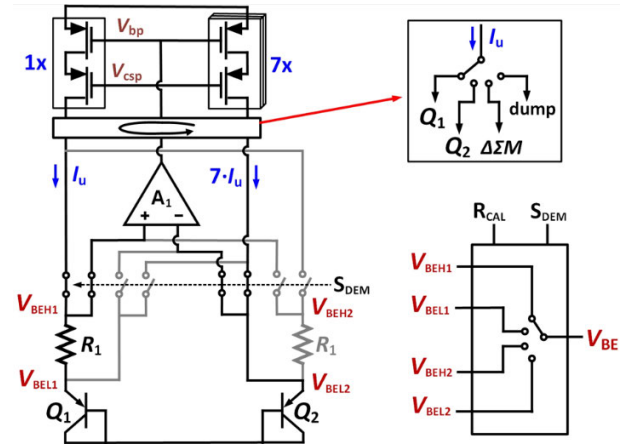 V_bp
1x
V_csp
7x
I_u
Q_1
dump
Q_2
ΔΣM
I_u
A_1
7·I_u
+
−
S_DEM
V_BEH1
V_BEH2
R_1
R_1
V_BEL1
V_BEL2
Q_1
Q_2
R_CAL
S_DEM
V_BEH1
V_BEL1
V_BE
V_BEH2
V_BEL2